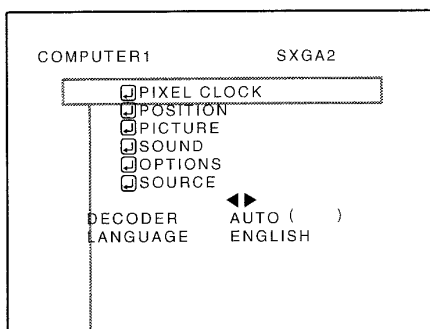 COMPUTER1 SXGA2
PIXEL CLOCK
POSITION
PICTURE
SOUND
OPTIONS
SOURCE
DECODER AUTO ( )
LANGUAGE ENGLISH